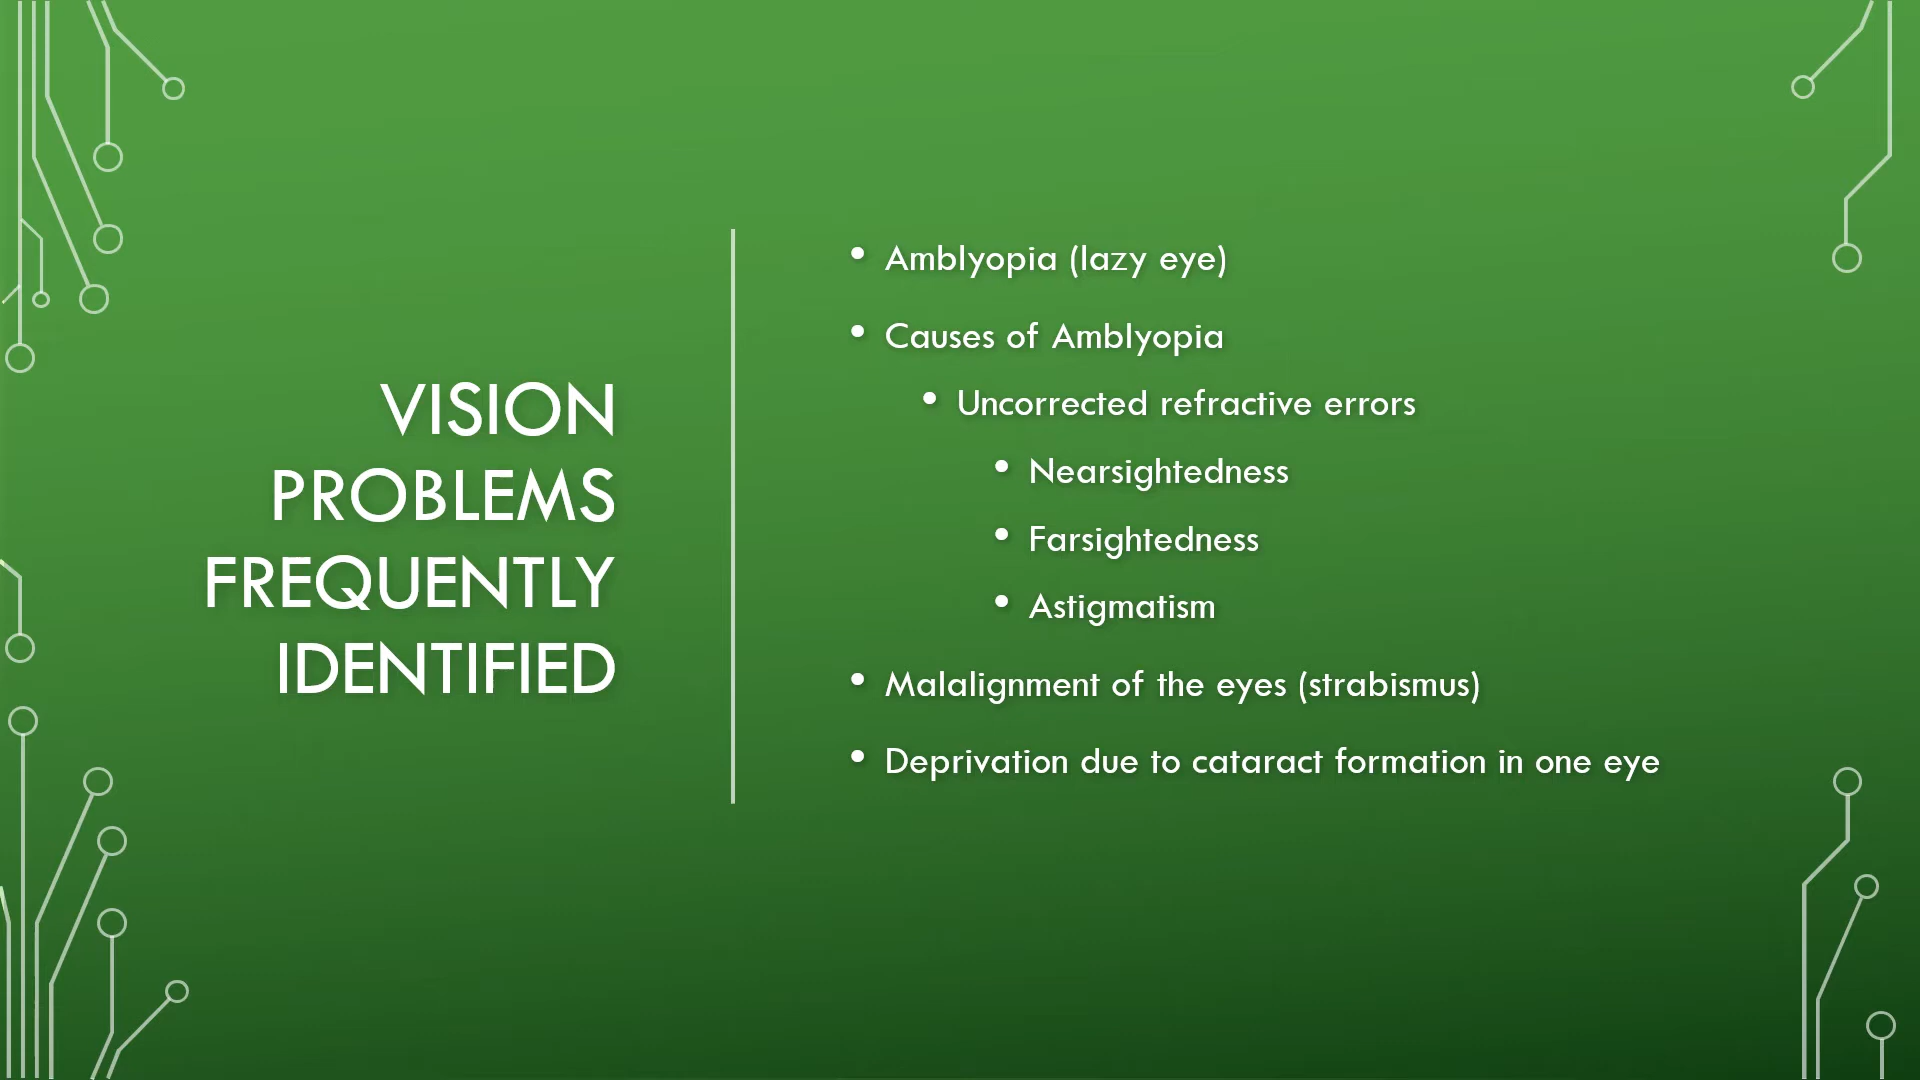 VISION
PROBLEMS
FREQUENTLY
IDENTIFIED
• Amblyopia (lazy eye)
• Causes of Amblyopia
• Uncorrected refractive errors
• Nearsightedness
• Farsightedness
• Astigmatism
• Malalignment of the eyes (strabismus)
• Deprivation due to cataract formation in one eye